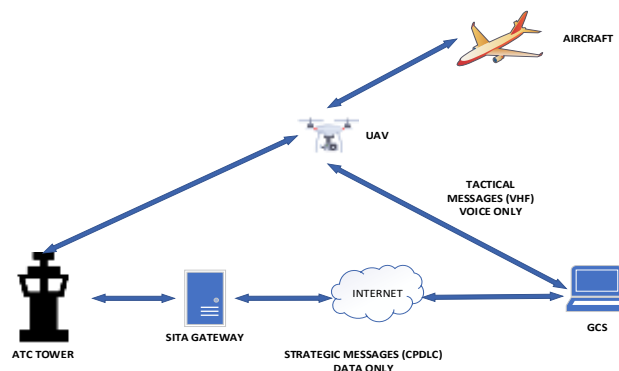 AIRCRAFT
UAV
TACTICAL
MESSAGES (VHF)
VOICE ONLY
INTERNET
SITA GATEWAY
GCS
ATC TOWER
STRATEGIC MESSAGES (CPDLC)
DATA ONLY